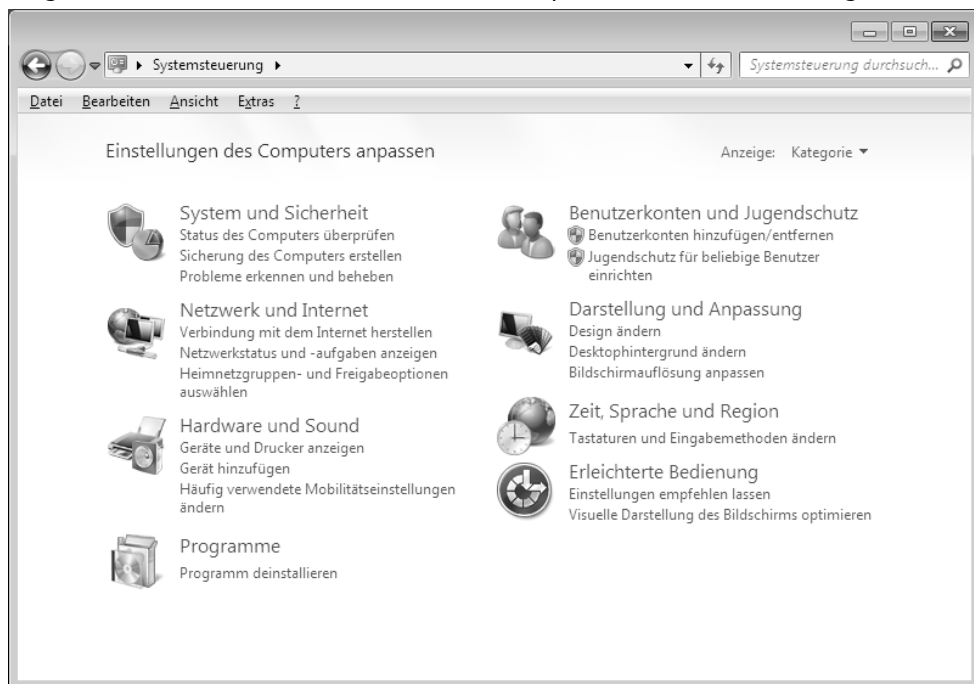 Systemsteuerung
Systemsteuerung durchsuch...
Datei Bearbeiten Ansicht Extras ?
Einstellungen des Computers anpassen
Anzeige: Kategorie
System und Sicherheit
Status des Computers überprüfen
Sicherung des Computers erstellen
Probleme erkennen und beheben
Netzwerk und Internet
Verbindung mit dem Internet herstellen
Netzwerkstatus und -aufgaben anzeigen
Heimnetzgruppen- und Freigabeoptionen
auswählen
Hardware und Sound
Geräte und Drucker anzeigen
Gerät hinzufügen
Häufig verwendete Mobilitätseinstellungen
ändern
Programme
Programm deinstallieren
Benutzerkonten und Jugendschutz
Benutzerkonten hinzufügen/entfernen
Jugendschutz für beliebige Benutzer
einrichten
Darstellung und Anpassung
Design ändern
Desktophintergrund ändern
Bildschirmauflösung anpassen
Zeit, Sprache und Region
Tastaturen und Eingabemethoden ändern
Erleichterte Bedienung
Einstellungen empfehlen lassen
Visuelle Darstellung des Bildschirms optimieren